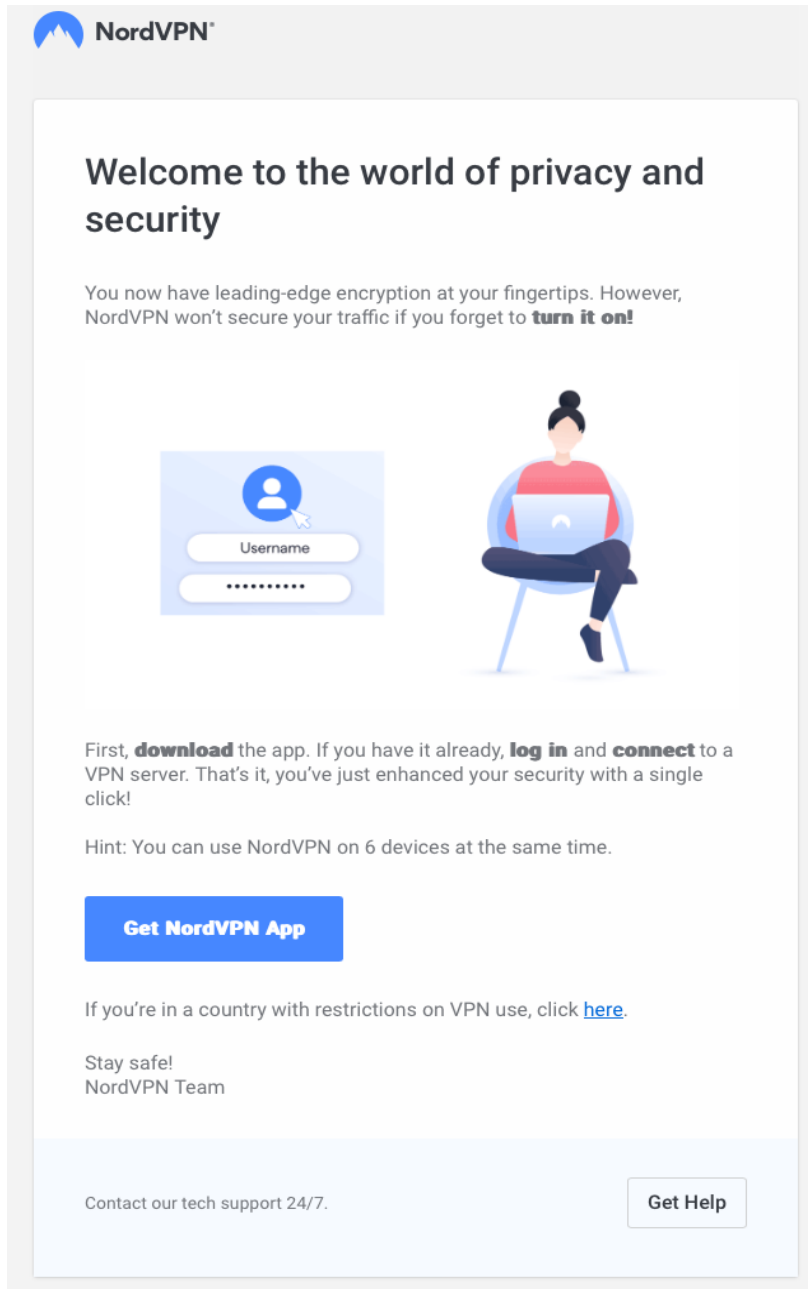 NordVPN®
Welcome to the world of privacy and
security
You now have leading-edge encryption at your fingertips. However,
NordVPN won’t secure your traffic if you forget to turn it on!
Username
••••••••••
First, download the app. If you have it already, log in and connect to a
VPN server. That’s it, you’ve just enhanced your security with a single
click!
Hint: You can use NordVPN on 6 devices at the same time.
Get NordVPN App
If you’re in a country with restrictions on VPN use, click here.
Stay safe!
NordVPN Team
Contact our tech support 24/7.
Get Help